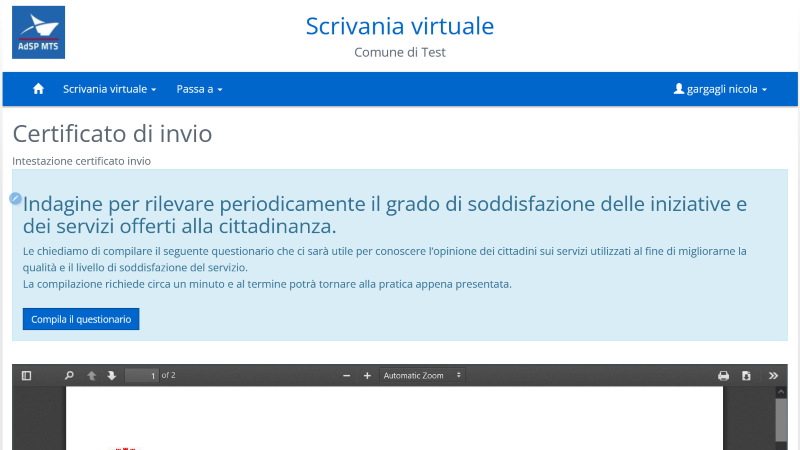 AdSP MTS
Scrivania virtuale
Comune di Test
Scrivania virtuale
Passa a
gargagli nicola
Certificato di invio
Intestazione certificato invio
Indagine per rilevare periodicamente il grado di soddisfazione delle iniziative e
dei servizi offerti alla cittadinanza.
Le chiediamo di compilare il seguente questionario che ci sarà utile per conoscere l'opinione dei cittadini sui servizi utilizzati al fine di migliorarne la
qualità e il livello di soddisfazione del servizio.
La compilazione richiede circa un minuto e al termine potrà tornare alla pratica appena presentata.
Compila il questionario
1 of 2
Automatic Zoom